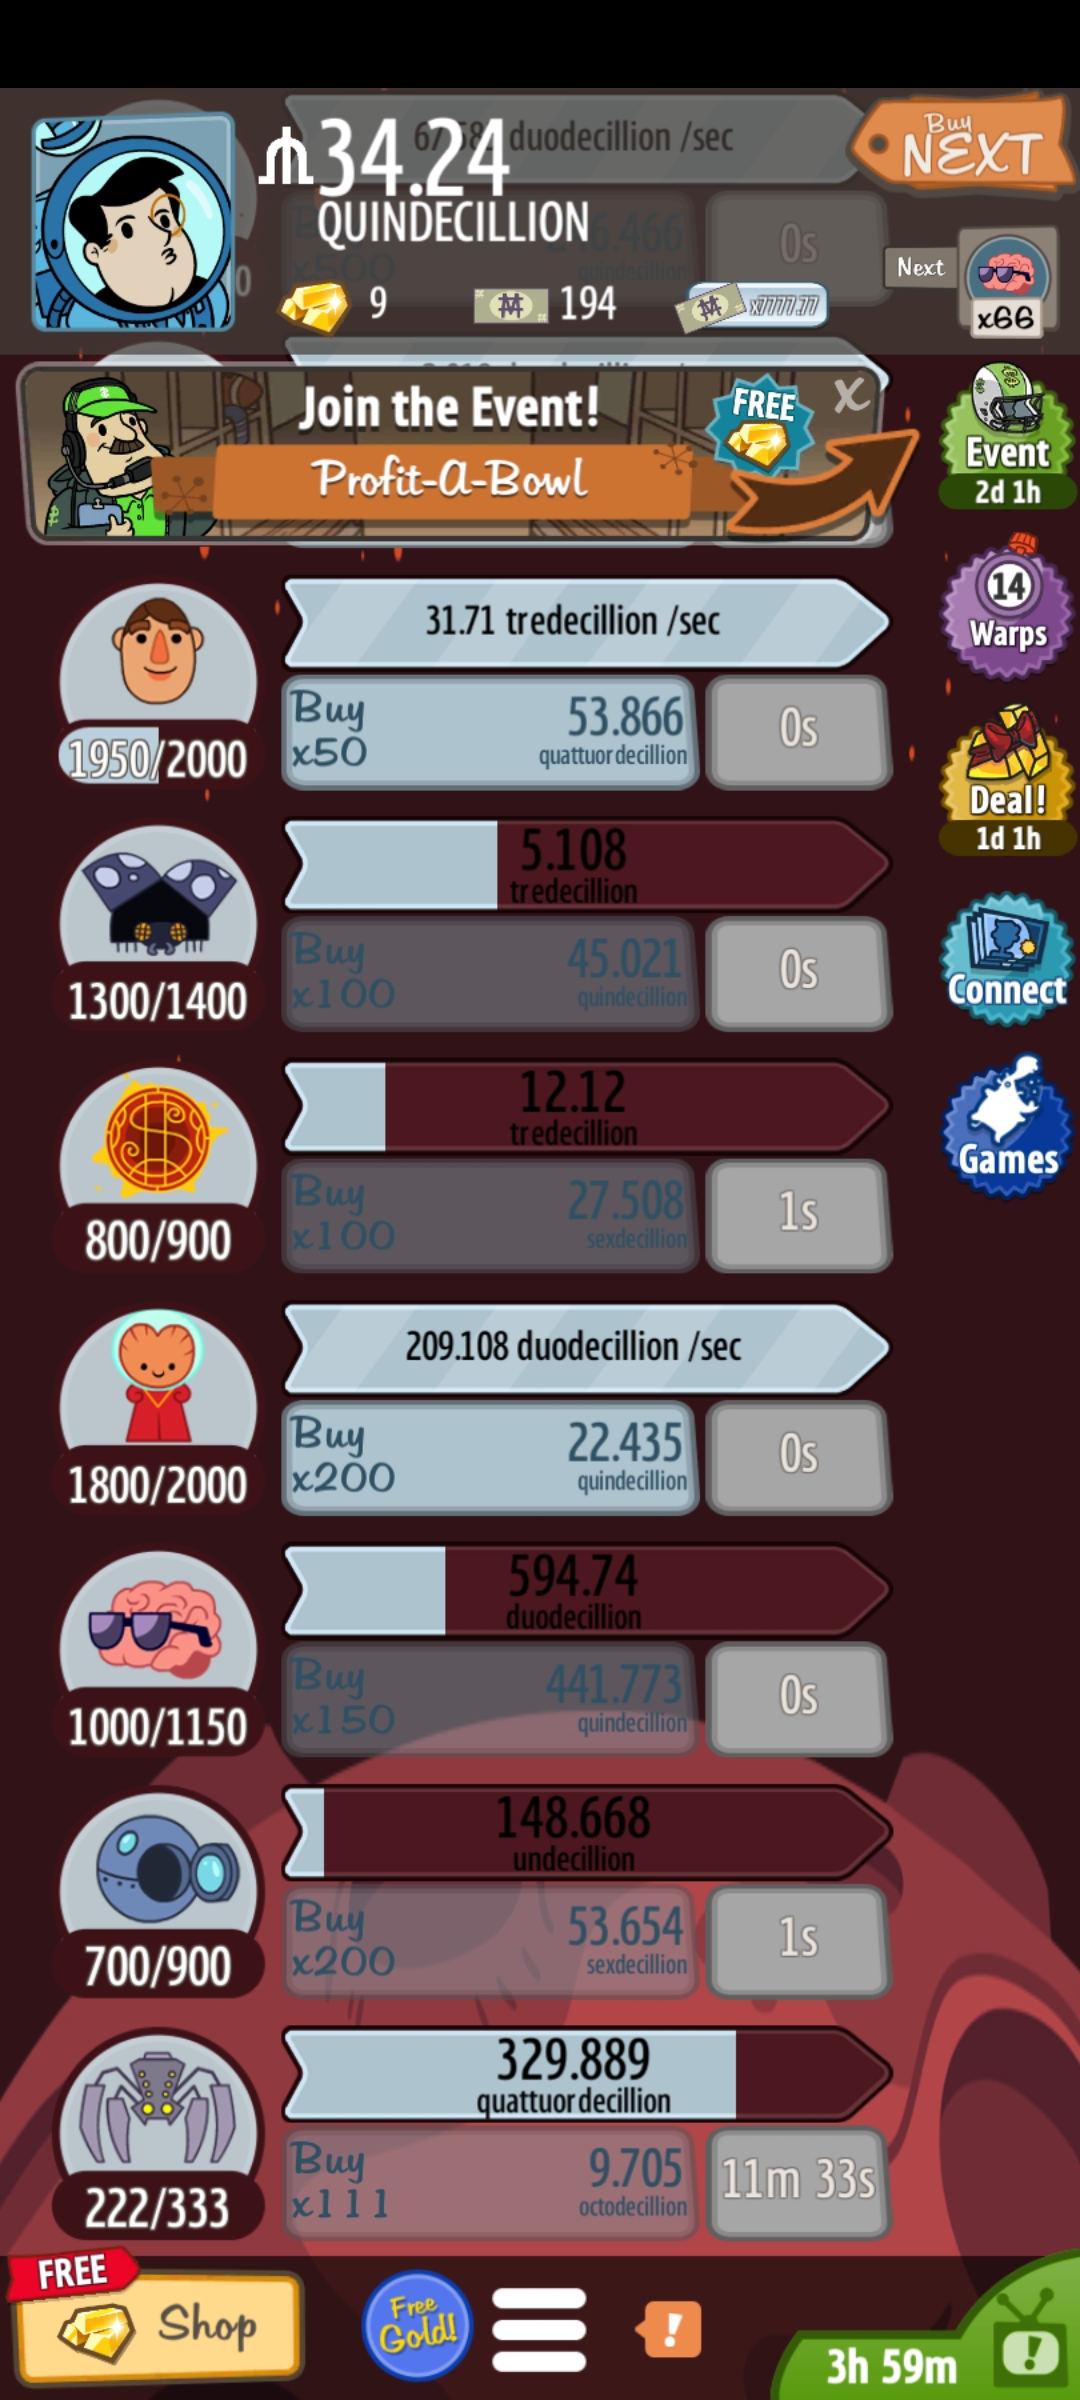 duodecillion /sec
34.24
QUINDECILLION
Buy
NEXT
x500
quindecillion
0s
Next
9
194
x7777.77
x66
Join the Event!
FREE
X
Profit-A-Bowl
Event
2d 1h
31.71 tredecillion /sec
14
Warps
Buy
x50
53.866
quattuordecillion
0s
1950/2000
Deal!
1d 1h
5.108
tredecillion
Buy
x100
45.021
quindecillion
0s
1300/1400
Connect
12.12
tredecillion
Games
Buy
x100
27.508
sexdecillion
1s
800/900
209.108 duodecillion /sec
Buy
x200
22.435
quindecillion
0s
1800/2000
594.74
duodecillion
Buy
x150
441.773
quindecillion
0s
1000/1150
148.668
undecillion
Buy
x200
53.654
sexdecillion
1s
700/900
329.889
quattuordecillion
Buy
x111
9.705
octodecillion
11m 33s
222/333
FREE
Shop
Free
Gold!
!
3h 59m
!